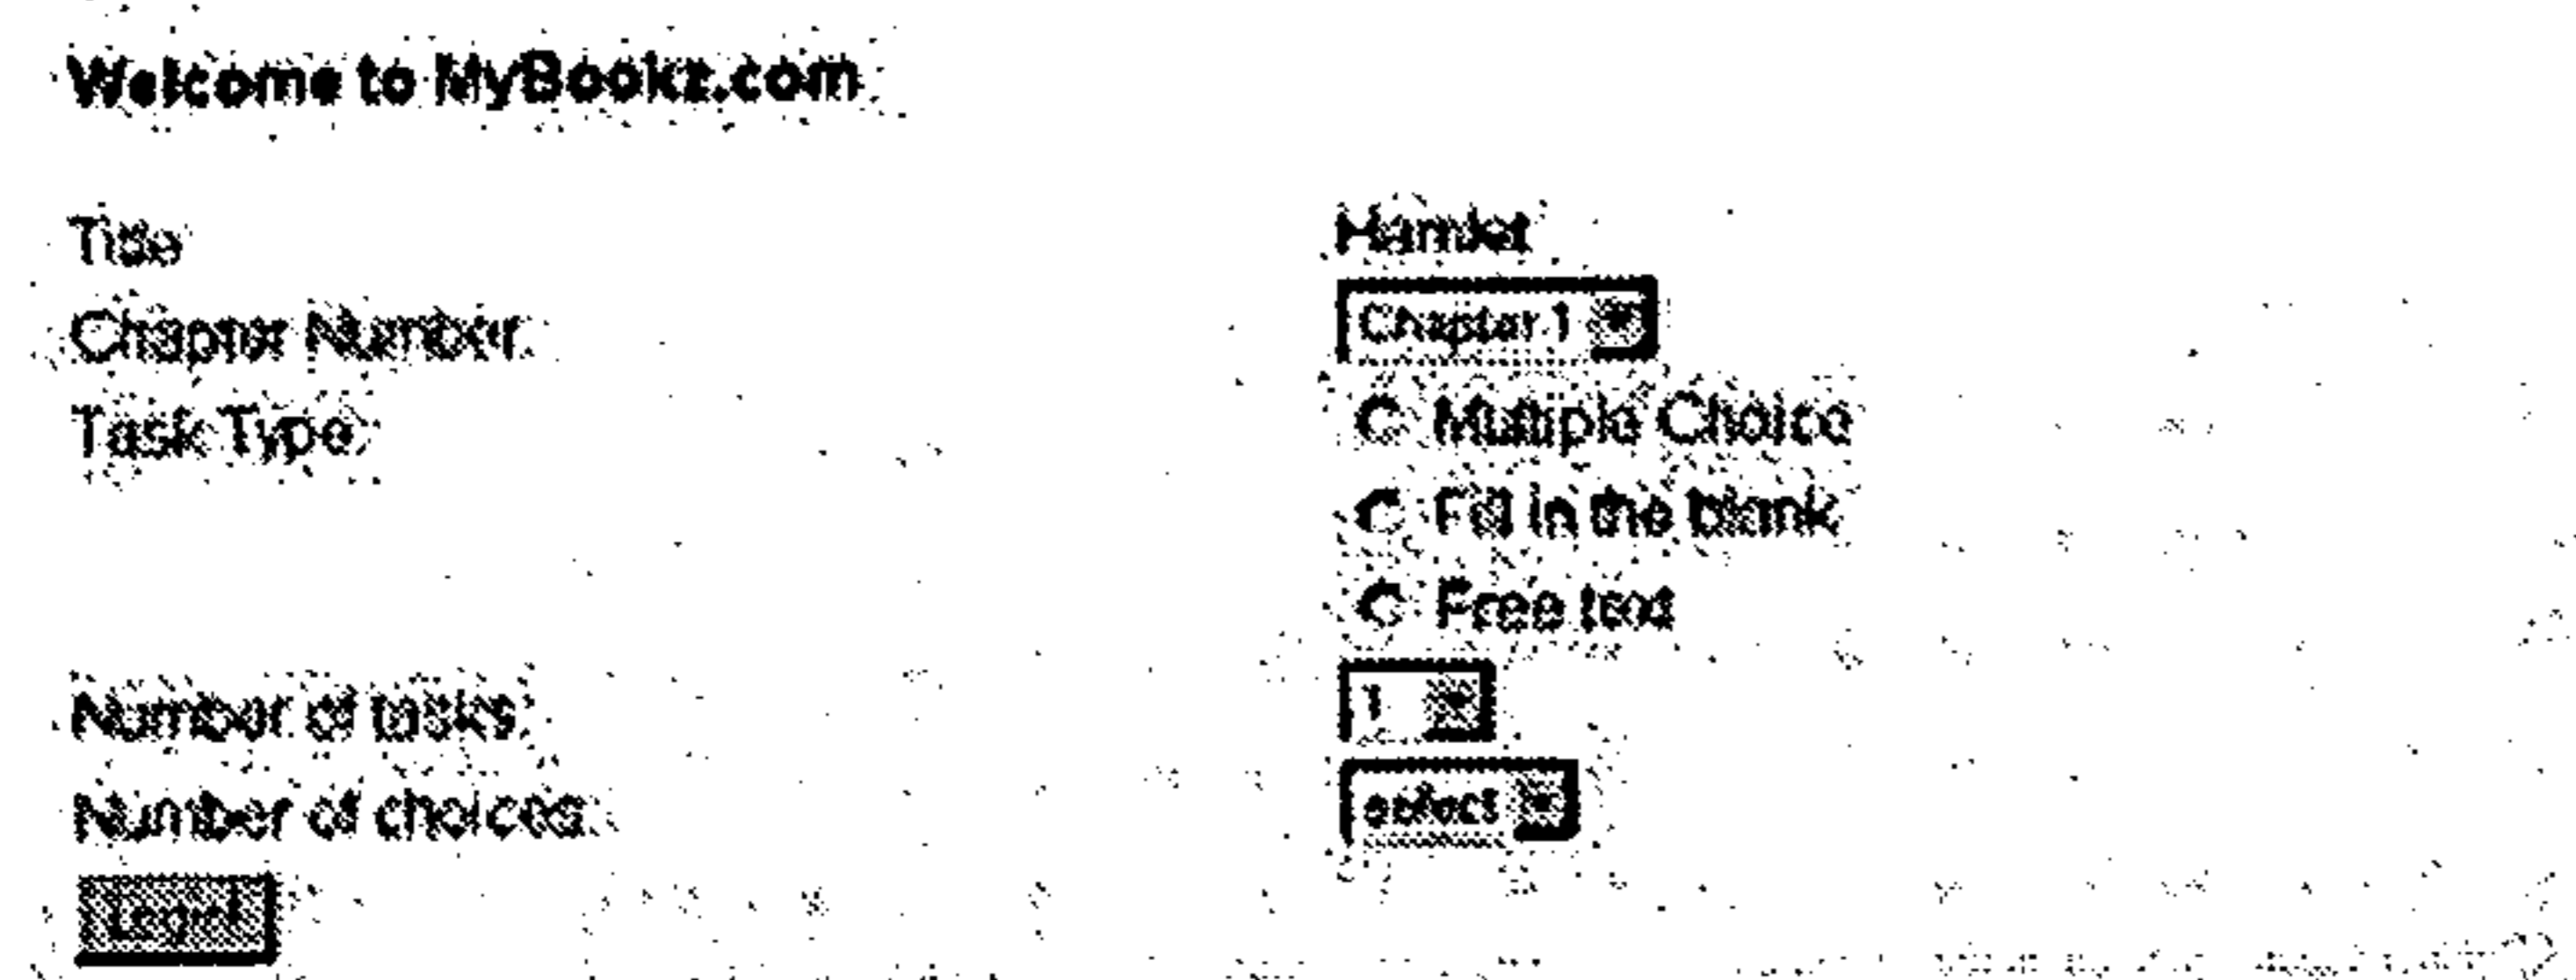 Welcome to MyBookz.com
Title Hamlet
Chapter Number Chapter 1
Task Type Multiple Choice
Fill in the blank
Free text
Number of tasks 1
Number of choices select
Login